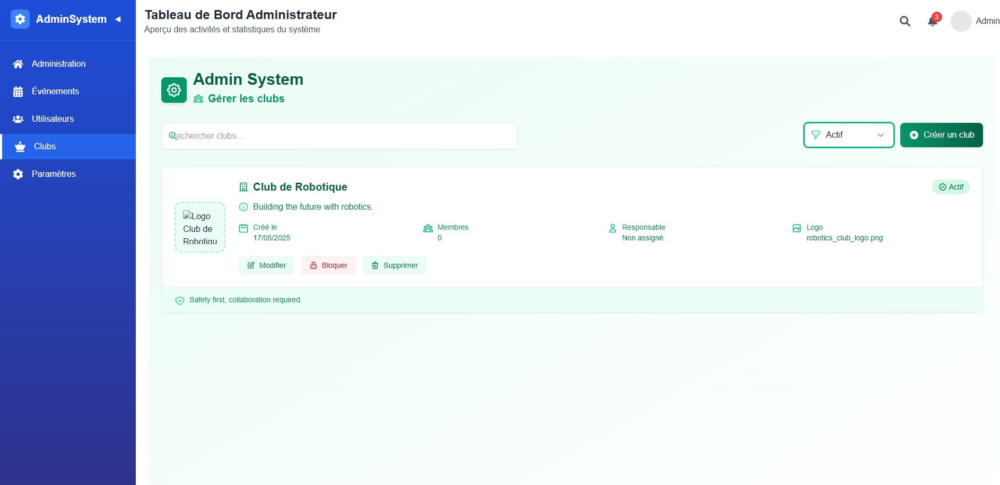 AdminSystem
Administration
Événements
Utilisateurs
Clubs
Paramètres
Tableau de Bord Administrateur
Aperçu des activités et statistiques du système
3
Admin
Admin System
Gérer les clubs
Rechercher clubs...
Actif
Créer un club
Club de Robotique
Actif
Building the future with robotics.
Logo
Club de
Robotiqu
Créé le
17/05/2025
Membres
0
Responsable
Non assigné
Logo
robotics_club_logo.png
Modifier
Bloquer
Supprimer
Safety first, collaboration required.